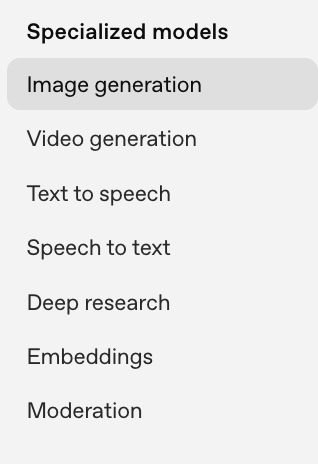 Specialized models
Image generation
Video generation
Text to speech
Speech to text
Deep research
Embeddings
Moderation